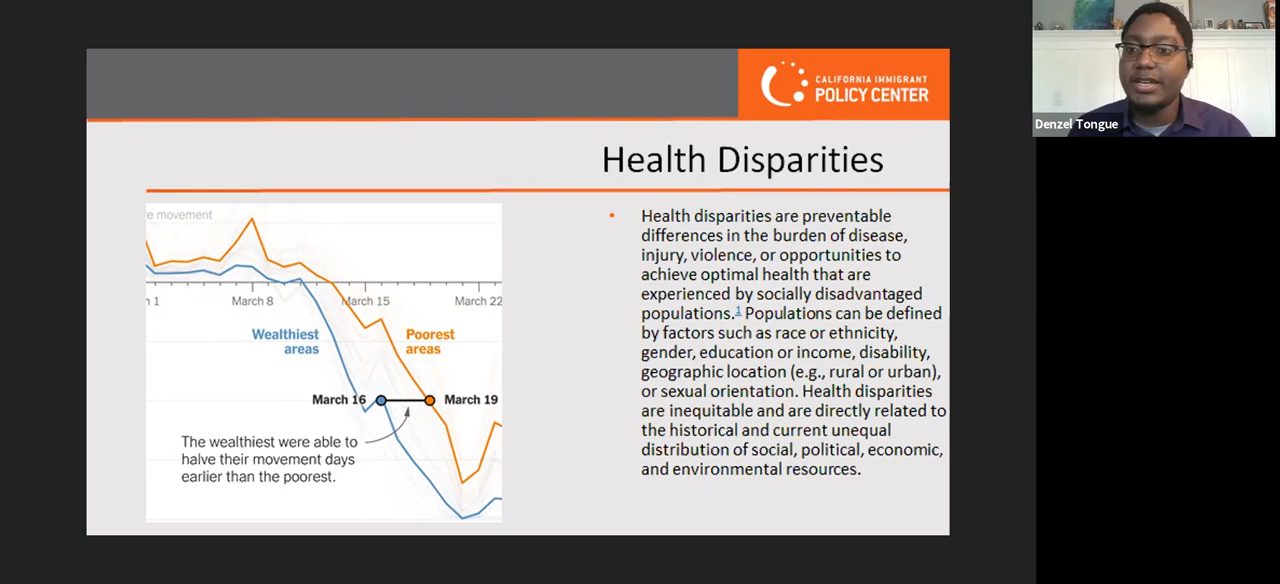 CALIFORNIA IMMIGRANT
POLICY CENTER
Denzel Tongue
Health Disparities
e movement
h 1
March 8
March 15
March 22
Wealthiest
areas
Poorest
areas
March 16
March 19
The wealthiest were able to
halve their movement days
earlier than the poorest.
• Health disparities are preventable
differences in the burden of disease,
injury, violence, or opportunities to
achieve optimal health that are
experienced by socially disadvantaged
populations.1 Populations can be defined
by factors such as race or ethnicity,
gender, education or income, disability,
geographic location (e.g., rural or urban),
or sexual orientation. Health disparities
are inequitable and are directly related to
the historical and current unequal
distribution of social, political, economic,
and environmental resources.